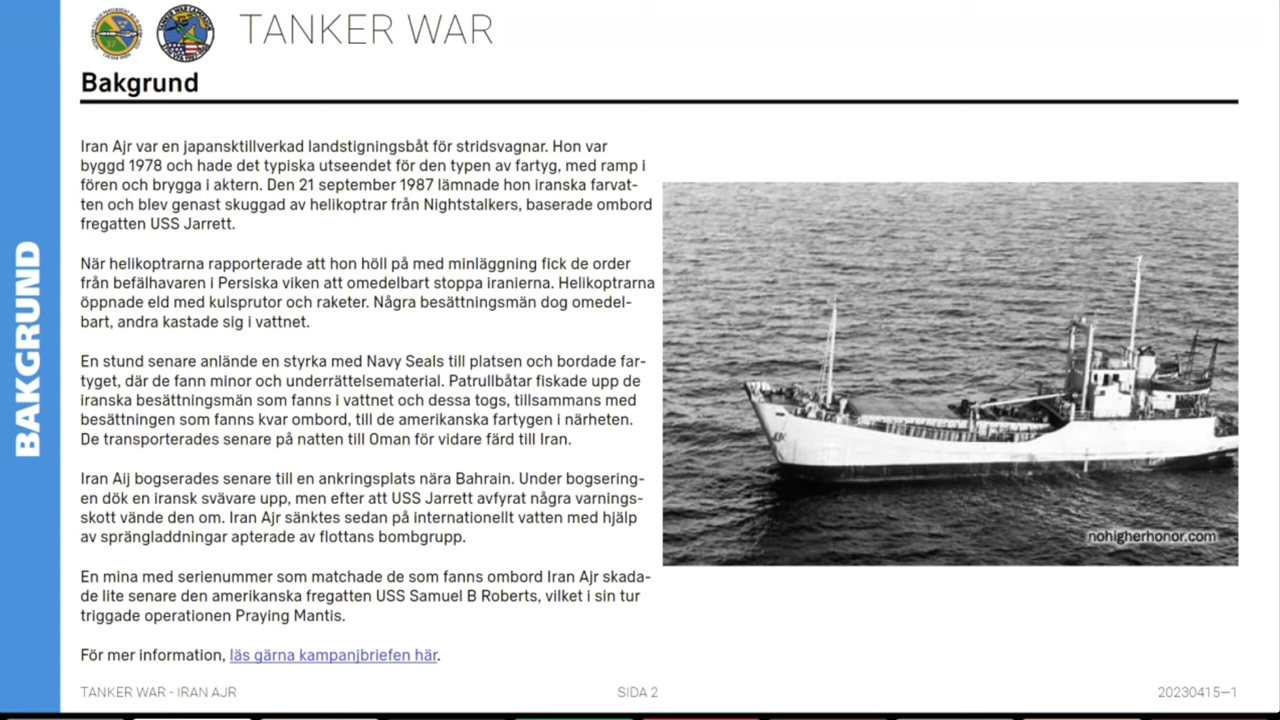 TANKER WAR
Bakgrund
BAKGRUND
Iran Ajr var en japansktillverkad landstigningsbåt för stridsvagnar. Hon var
byggd 1978 och hade det typiska utseendet för den typen av fartyg, med ramp i
fören och brygga i aktern. Den 21 september 1987 lämnade hon iranska farvat-
ten och blev genast skuggad av helikoptrar från Nightstalkers, baserade ombord
fregatten USS Jarrett.
När helikoptrarna rapporterade att hon höll på med minläggning fick de order
från befälhavaren i Persiska viken att omedelbart stoppa iranierna. Helikoptrarna
öppnade eld med kulsprutor och raketer. Några besättningsmän dog omedel-
bart, andra kastade sig i vattnet.
En stund senare anlände en styrka med Navy Seals till platsen och bordade far-
tyget, där de fann minor och underrättelsematerial. Patrullbåtar fiskade upp de
iranska besättningsmän som fanns i vattnet och dessa togs, tillsammans med
besättningen som fanns kvar ombord, till de amerikanska fartygen i närheten.
De transporterades senare på natten till Oman för vidare färd till Iran.
Iran Aij bogserades senare till en ankringsplats nära Bahrain. Under bogsering-
en dök en iransk svävare upp, men efter att USS Jarrett avfyrat några varnings-
skott vände den om. Iran Ajr sänktes sedan på internationellt vatten med hjälp
av sprängladdningar apterade av flottans bombgrupp.
En mina med serienummer som matchade de som fanns ombord Iran Ajr skada-
de lite senare den amerikanska fregatten USS Samuel B Roberts, vilket i sin tur
triggade operationen Praying Mantis.
För mer information, läs gärna kampanjbriefen här.
nohigherhonor.com
TANKER WAR - IRAN AJR
SIDA 2
20230415–1